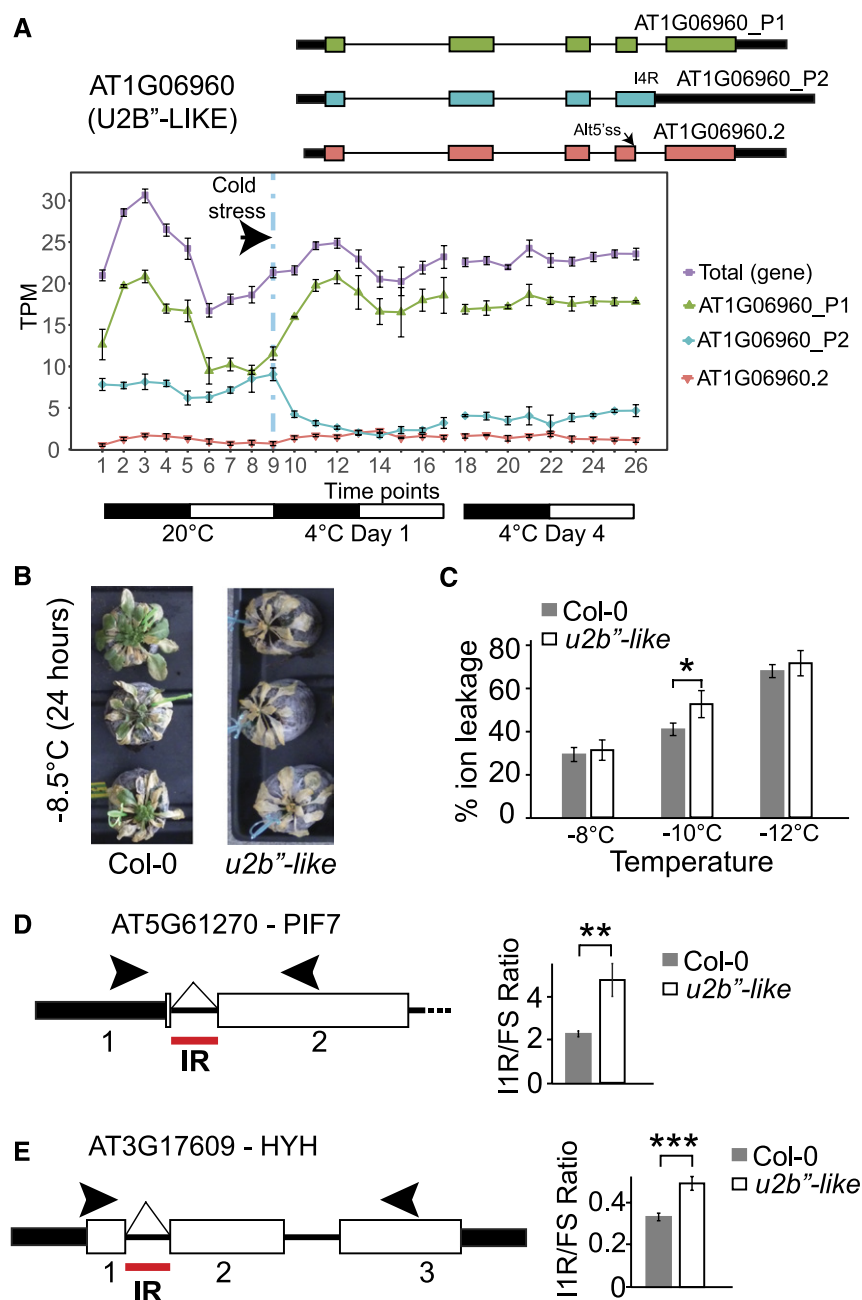 A
AT1G06960
(U2B”-LIKE)
AT1G06960_P1
I4R
AT1G06960_P2
Alt5'ss
AT1G06960.2
Cold
stress
TPM
30
25
20
15
10
5
0
Total (gene)
AT1G06960_P1
AT1G06960_P2
AT1G06960.2
1 2 3 4 5 6 7 8 9 10 12 14 16 18 20 22 24 26
Time points
20°C 4°C Day 1 4°C Day 4
B
-8.5°C (24 hours)
Col-0 u2b”-like
C
Col-0
u2b”-like
% ion leakage
80
60
40
20
0
*
-8°C -10°C -12°C
Temperature
D
AT5G61270 - PIF7
1 2
IR
I1R/FS Ratio
4
2
0
**
Col-0
u2b”-like
E
AT3G17609 - HYH
1 2 3
IR
I1R/FS Ratio
0.4
0.2
0
***
Col-0
u2b”-like